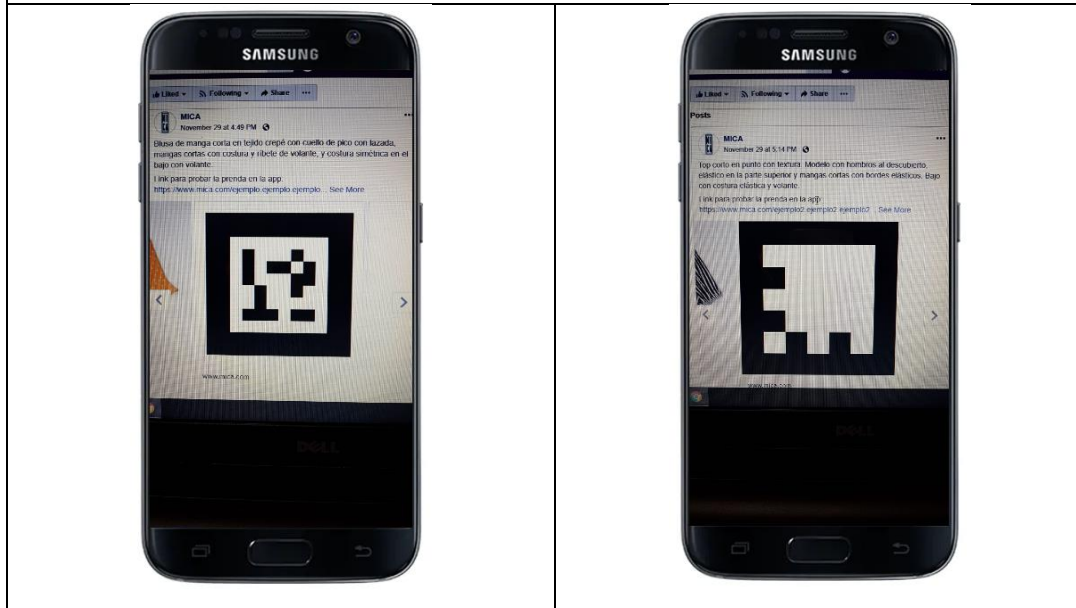 SAMSUNG
Liked Following Share ...
MICA
November 29 at 4:49 PM
Blusa de manga corta en tejido crepé con cuello de pico con lazada,
mangas cortas con costura y ribete de volante, y costura simétrica en el
bajo con volante.
Link para probar la prenda en la app:
https://www.mica.com/ejemplo.ejemplo.ejemplo... See More
www.mica.com
DELL
SAMSUNG
Liked Following Share ...
Posts
MICA
November 29 at 5:14 PM
Top corto en punto con textura. Modelo con hombros al descubierto,
elástico en la parte superior y mangas cortas con bordes elásticos. Bajo
con costura elástica y volante.
Link para probar la prenda en la app:
https://www.mica.com/ejemplo2.ejemplo2.ejemplo2... See More
www.mica.com
DELL